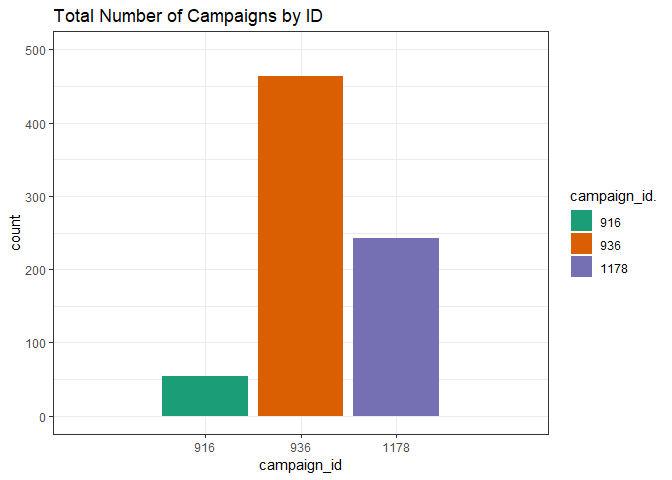 Total Number of Campaigns by ID
500
400
300
200
100
0
count
916 936 1178
campaign_id
campaign_id.
916
936
1178